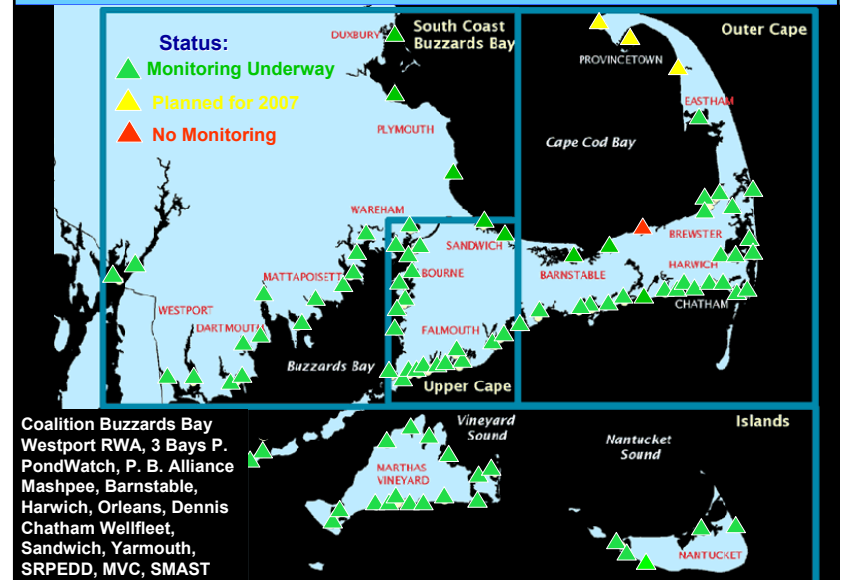 Status:
Monitoring Underway
Planned for 2007
No Monitoring
South Coast
Buzzards Bay
Outer Cape
DUXBURY
PROVINCETOWN
EASTHAM
PLYMOUTH
Cape Cod Bay
WAREHAM
SANDWICH
BREWSTER
MATTAPOISETT
BOURNE
BARNSTABLE
HARWICH
WESTPORT
CHATHAM
DARTMOUTH
FALMOUTH
Buzzards Bay
Upper Cape
Coalition Buzzards Bay
Westport RWA, 3 Bays P.
PondWatch, P. B. Alliance
Mashpee, Barnstable,
Harwich, Orleans, Dennis
Chatham Wellfleet,
Sandwich, Yarmouth,
SRPEDD, MVC, SMAST
Vineyard
Sound
Islands
Nantucket
Sound
MARTHAS
VINEYARD
NANTUCKET